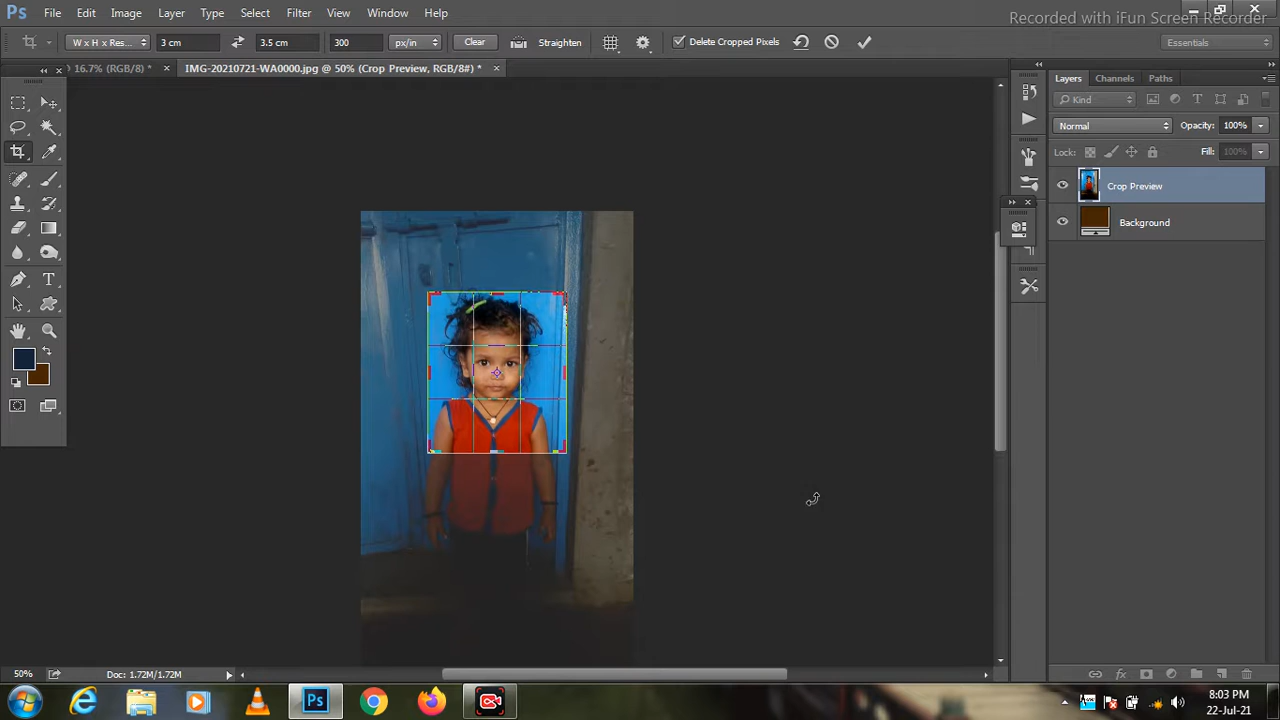 Ps File Edit Image Layer Type Select Filter View Window Help
Recorded with iFun Screen Recorder
W x H x Res... 3 cm 3.5 cm 300 px/in Clear Straighten Delete Cropped Pixels Essentials
16.7% (RGB/8) * × IMG-20210721-WA0000.jpg @ 50% (Crop Preview, RGB/8#) * ×
Layers Channels Paths
Kind
Normal Opacity: 100%
Lock: Fill: 100%
Crop Preview
Background
50% Doc: 1.72M/1.72M
Ps
8:03 PM
22-Jul-21